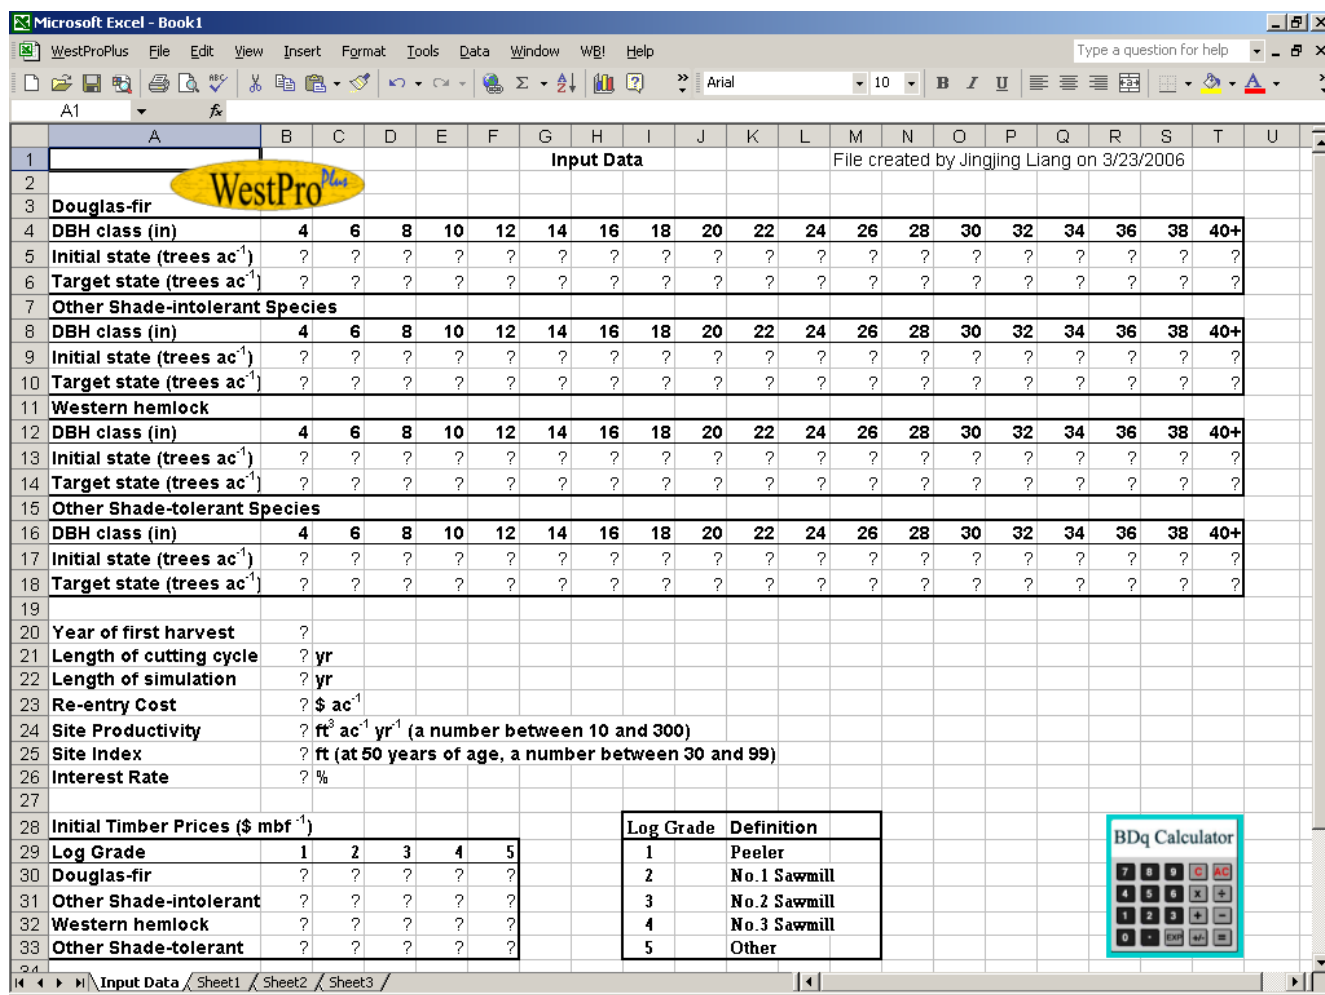 Microsoft Excel - Book1
WestProPlus File Edit View Insert Format Tools Data Window WB! Help Type a question for help
Arial 10 B I U
A1 fx
A B C D E F G H I J K L M N O P Q R S T U
1 Input Data File created by Jingjing Liang on 3/23/2006
2 WestPro Plus
3 Douglas-fir
4 DBH class (in) 4 6 8 10 12 14 16 18 20 22 24 26 28 30 32 34 36 38 40+
5 Initial state (trees ac⁻¹) ? ? ? ? ? ? ? ? ? ? ? ? ? ? ? ? ? ? ?
6 Target state (trees ac⁻¹) ? ? ? ? ? ? ? ? ? ? ? ? ? ? ? ? ? ? ?
7 Other Shade-intolerant Species
8 DBH class (in) 4 6 8 10 12 14 16 18 20 22 24 26 28 30 32 34 36 38 40+
9 Initial state (trees ac⁻¹) ? ? ? ? ? ? ? ? ? ? ? ? ? ? ? ? ? ? ?
10 Target state (trees ac⁻¹) ? ? ? ? ? ? ? ? ? ? ? ? ? ? ? ? ? ? ?
11 Western hemlock
12 DBH class (in) 4 6 8 10 12 14 16 18 20 22 24 26 28 30 32 34 36 38 40+
13 Initial state (trees ac⁻¹) ? ? ? ? ? ? ? ? ? ? ? ? ? ? ? ? ? ? ?
14 Target state (trees ac⁻¹) ? ? ? ? ? ? ? ? ? ? ? ? ? ? ? ? ? ? ?
15 Other Shade-tolerant Species
16 DBH class (in) 4 6 8 10 12 14 16 18 20 22 24 26 28 30 32 34 36 38 40+
17 Initial state (trees ac⁻¹) ? ? ? ? ? ? ? ? ? ? ? ? ? ? ? ? ? ? ?
18 Target state (trees ac⁻¹) ? ? ? ? ? ? ? ? ? ? ? ? ? ? ? ? ? ? ?
19
20 Year of first harvest ?
21 Length of cutting cycle ? yr
22 Length of simulation ? yr
23 Re-entry Cost ? $ ac⁻¹
24 Site Productivity ? ft³ ac⁻¹ yr⁻¹ (a number between 10 and 300)
25 Site Index ? ft (at 50 years of age, a number between 30 and 99)
26 Interest Rate ? %
27
28 Initial Timber Prices ($ mbf ⁻¹) Log Grade Definition BDq Calculator
29 Log Grade 1 2 3 4 5 1 Peeler
30 Douglas-fir ? ? ? ? ? 2 No.1 Sawmill 7 8 9 C AC
31 Other Shade-intolerant ? ? ? ? ? 3 No.2 Sawmill 4 5 6 x ÷
32 Western hemlock ? ? ? ? ? 4 No.3 Sawmill 1 2 3 + −
33 Other Shade-tolerant ? ? ? ? ? 5 Other 0 · EXP +/- =
34
Input Data Sheet1 Sheet2 Sheet3